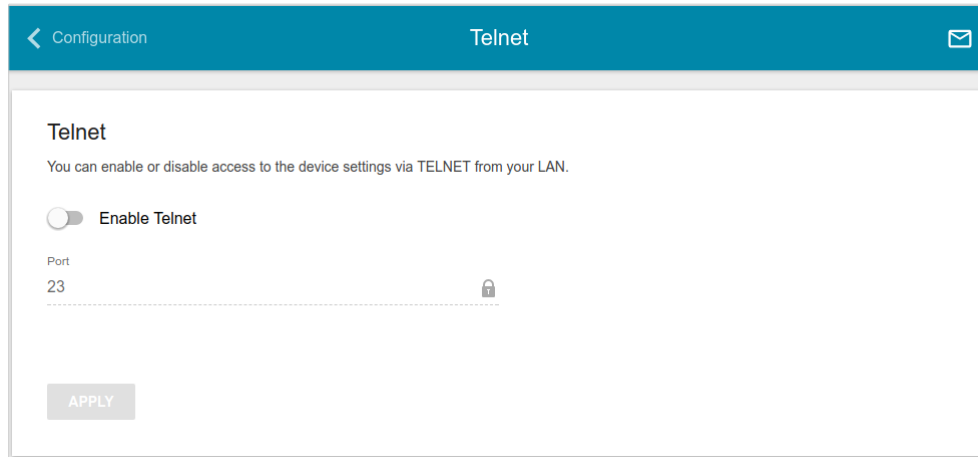 Configuration
Telnet
Telnet
You can enable or disable access to the device settings via TELNET from your LAN.
Enable Telnet
Port
23
APPLY